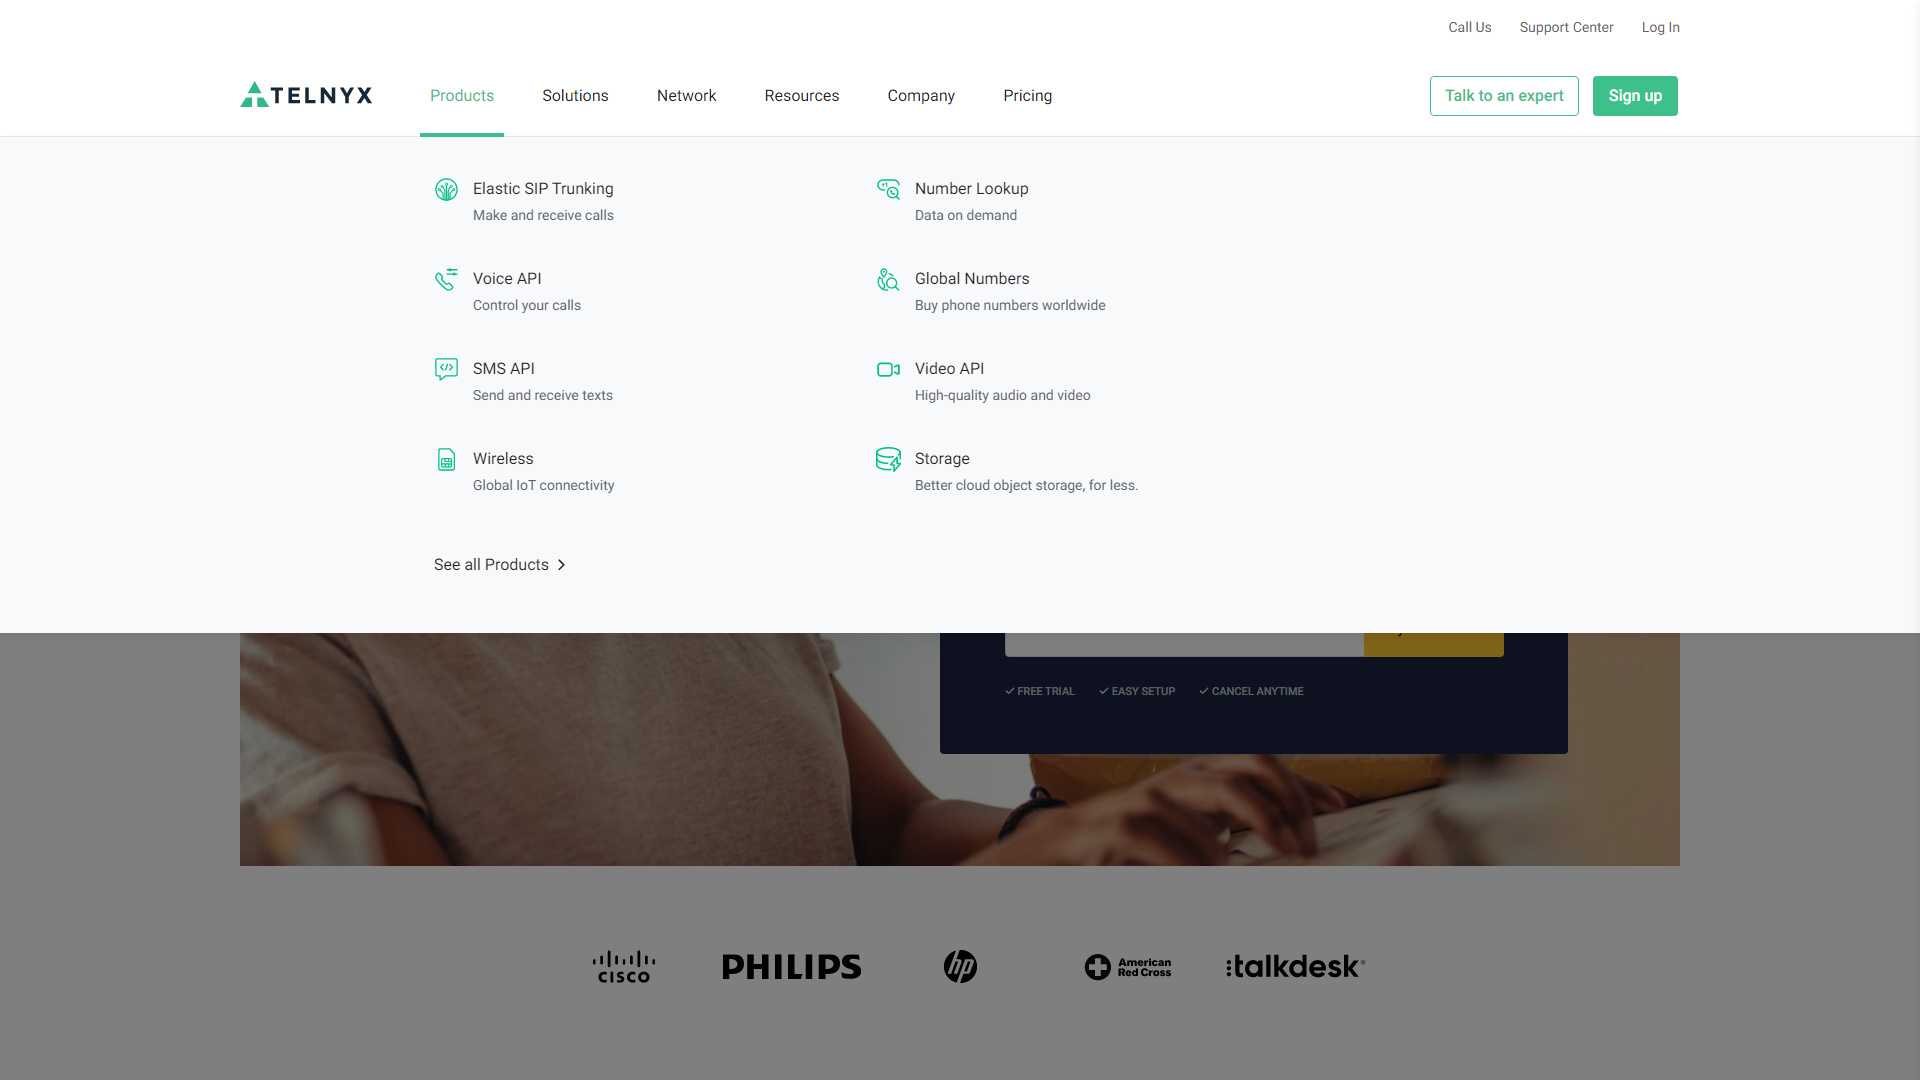 Call Us Support Center Log In
TELNYX Products Solutions Network Resources Company Pricing Talk to an expert Sign up
Elastic SIP Trunking
Make and receive calls
Number Lookup
Data on demand
Voice API
Control your calls
Global Numbers
Buy phone numbers worldwide
SMS API
Send and receive texts
Video API
High-quality audio and video
Wireless
Global IoT connectivity
Storage
Better cloud object storage, for less.
See all Products
FREE TRIAL EASY SETUP CANCEL ANYTIME
CISCO PHILIPS hp American Red Cross :talkdesk®